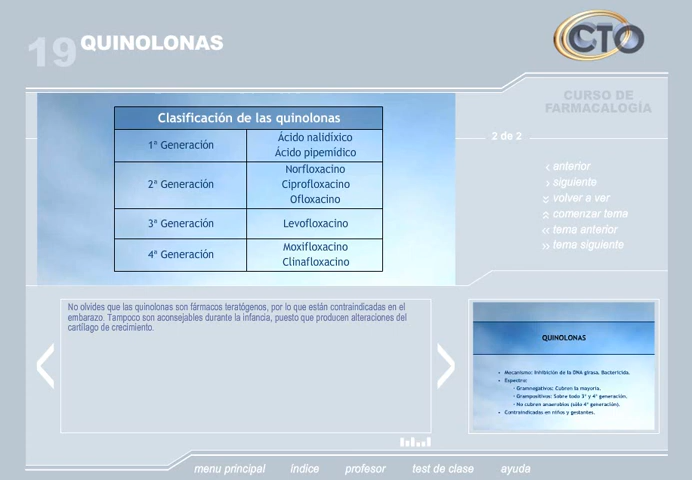 19 QUINOLONAS
CTO
CURSO DE
FARMACALOGÍA
2 de 2
‹ anterior
› siguiente
volver a ver
comenzar tema
« tema anterior
» tema siguiente
Clasificación de las quinolonas
1ª Generación
Ácido nalidíxico
Ácido pipemídico
2ª Generación
Norfloxacino
Ciprofloxacino
Ofloxacino
3ª Generación
Levofloxacino
4ª Generación
Moxifloxacino
Clinafloxacino
No olvides que las quinolonas son fármacos teratógenos, por lo que están contraindicadas en el
embarazo. Tampoco son aconsejables durante la infancia, puesto que producen alteraciones del
cartílago de crecimiento.
QUINOLONAS
• Mecanismo: Inhibición de la DNA girasa. Bactericida.
• Espectro:
- Gramnegativos: Cubren la mayoría.
- Grampositivos: Sobre todo 3ª y 4ª generación.
- No cubren anaerobios (sólo 4ª generación).
• Contraindicadas en niños y gestantes.
menu principal índice profesor test de clase ayuda